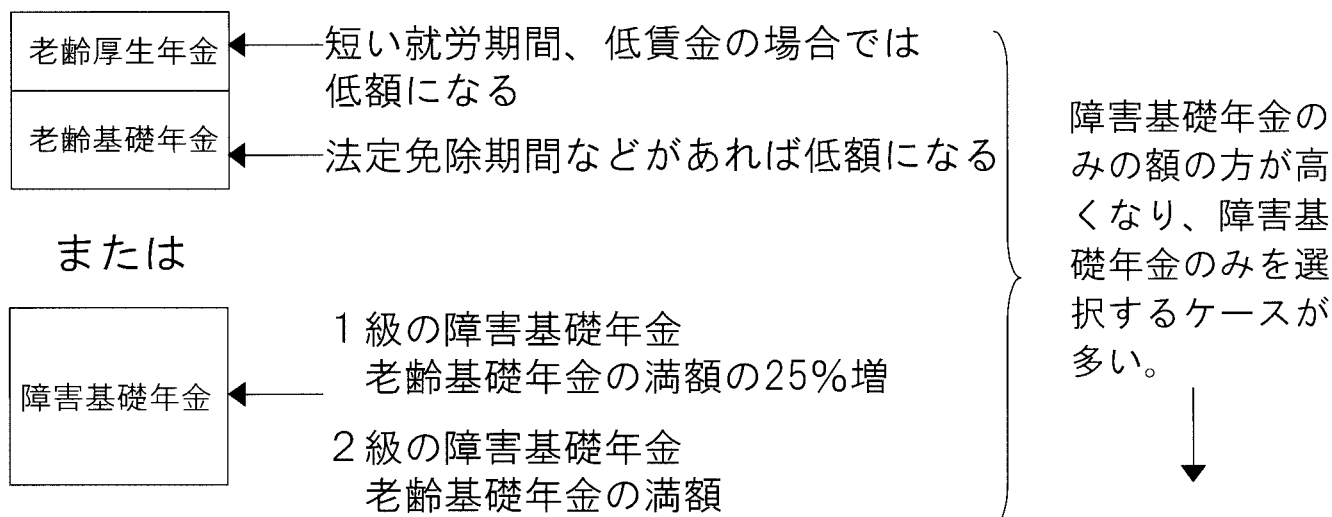 老齢厚生年金
短い就労期間、低賃金の場合では
低額になる
老齢基礎年金
法定免除期間などがあれば低額になる
または
障害基礎年金
１級の障害基礎年金
老齢基礎年金の満額の25％増
２級の障害基礎年金
老齢基礎年金の満額
障害基礎年金の
みの額の方が高
くなり、障害基
礎年金のみを選
択するケースが
多い。